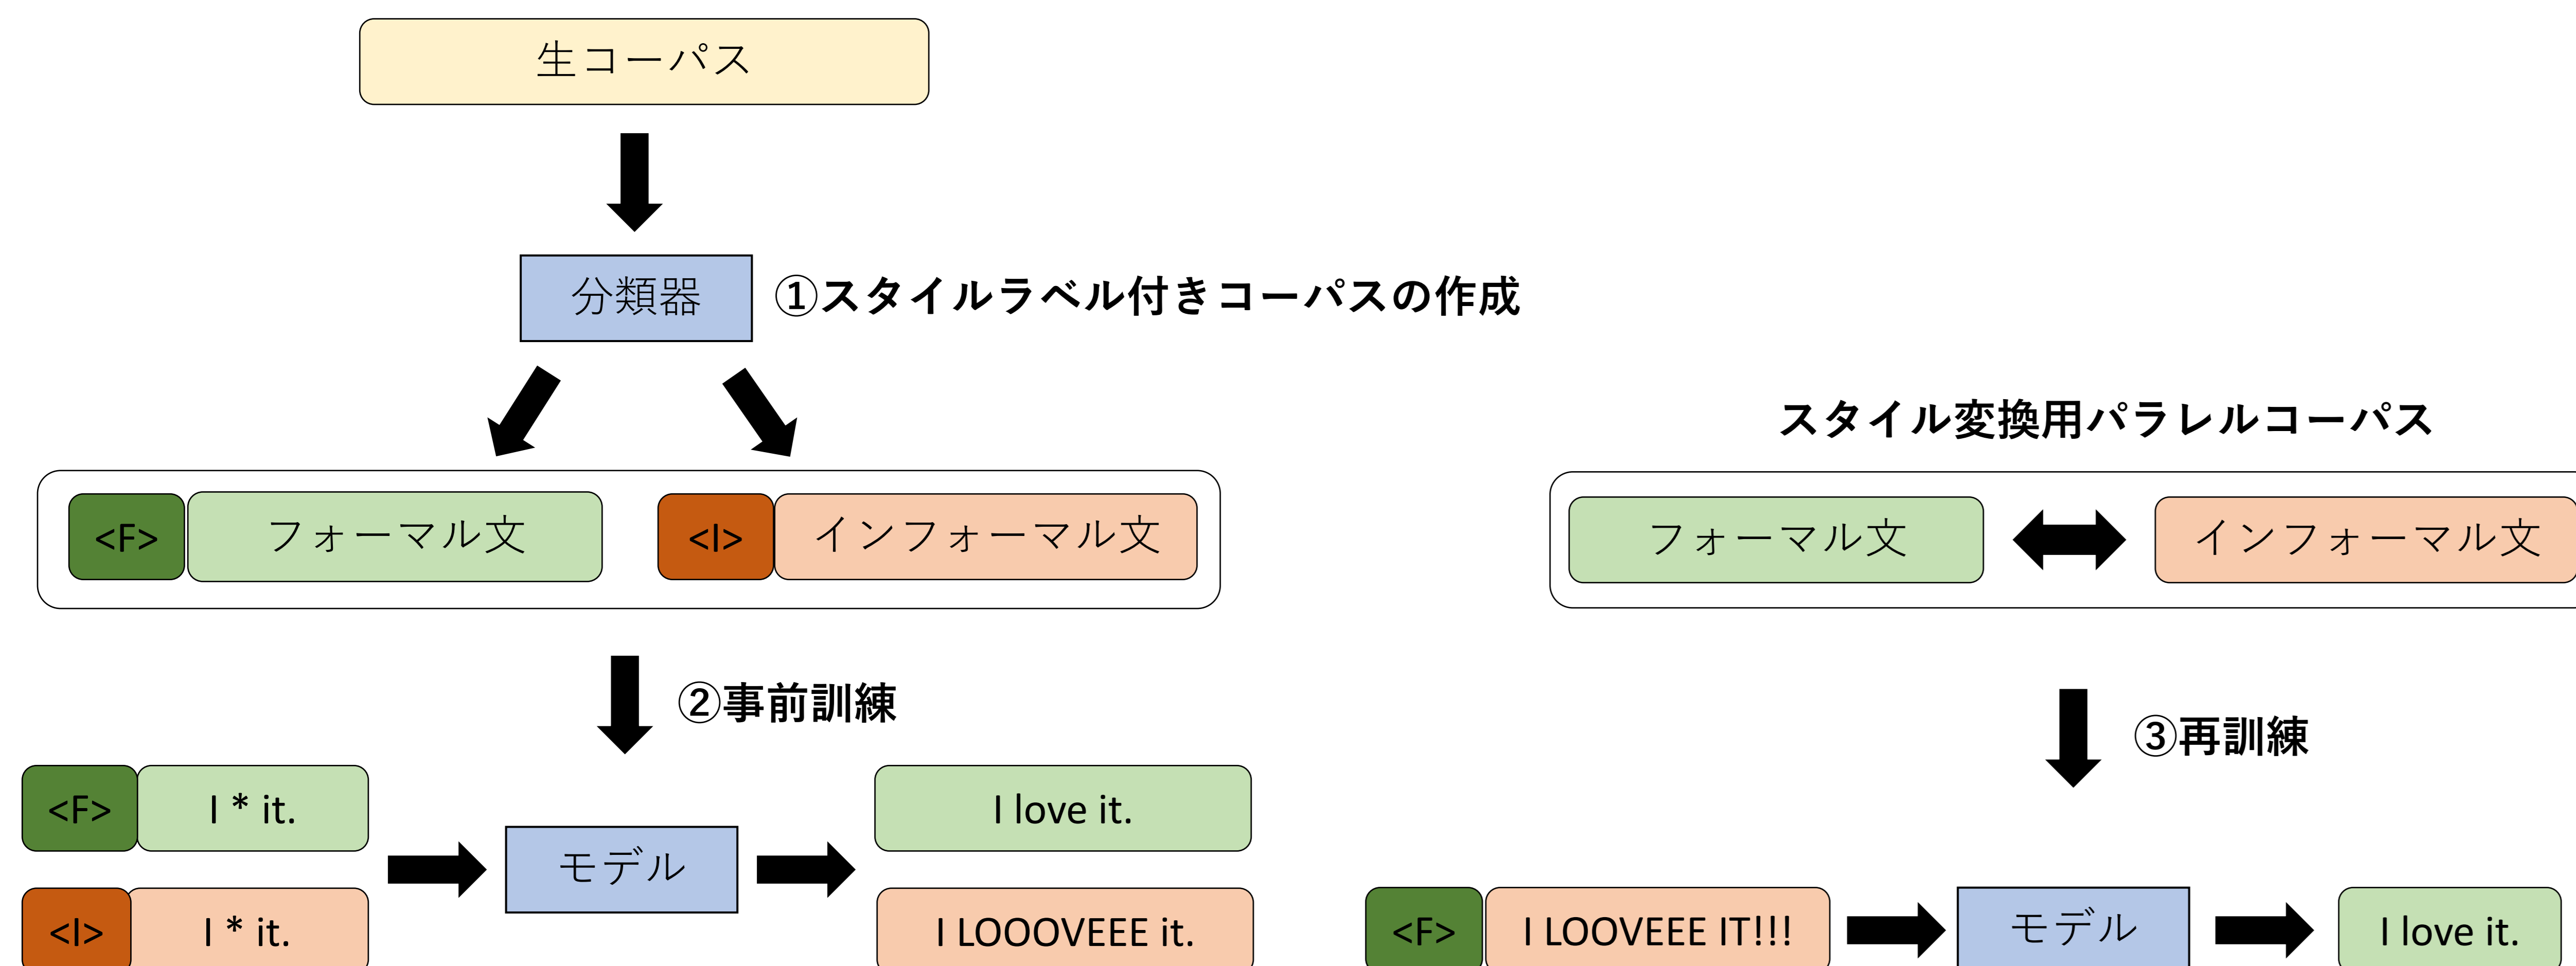 生コーパス
分類器
①スタイルラベル付きコーパスの作成
<F> フォーマル文 <I> インフォーマル文
②事前訓練
<F> I * it.
<I> I * it.
モデル
I love it.
I LOOOVEEE it.
スタイル変換用パラレルコーパス
フォーマル文 インフォーマル文
③再訓練
<F> I LOOVEEE IT!!! モデル I love it.